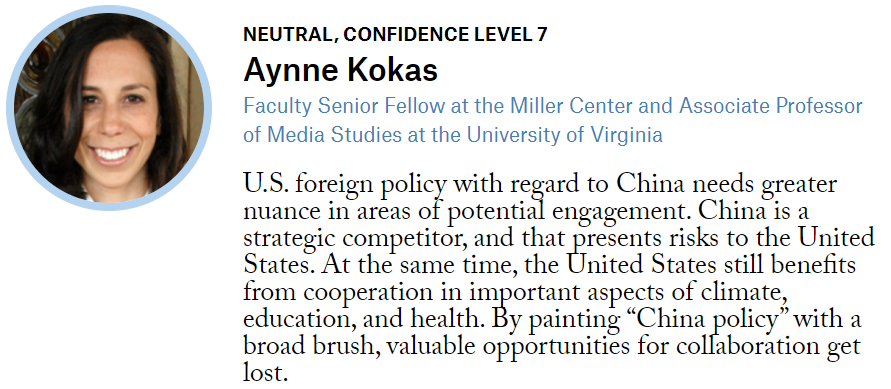 NEUTRAL, CONFIDENCE LEVEL 7
Aynne Kokas
Faculty Senior Fellow at the Miller Center and Associate Professor
of Media Studies at the University of Virginia
U.S. foreign policy with regard to China needs greater
nuance in areas of potential engagement. China is a
strategic competitor, and that presents risks to the United
States. At the same time, the United States still benefits
from cooperation in important aspects of climate,
education, and health. By painting “China policy” with a
broad brush, valuable opportunities for collaboration get
lost.